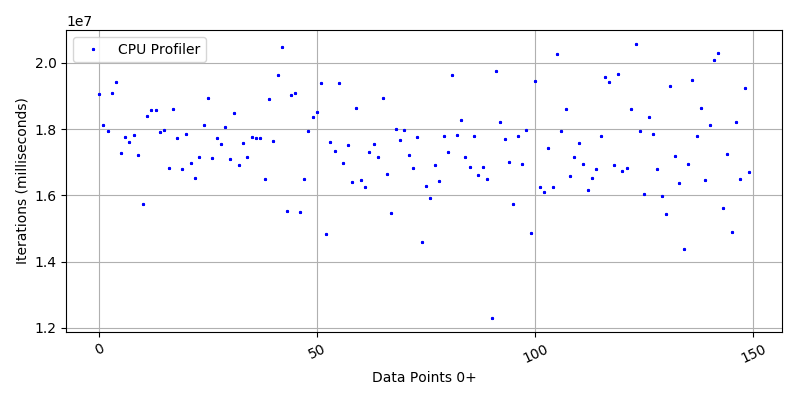 1e7
CPU Profiler
2.0
1.8
1.6
1.4
1.2
Iterations (milliseconds)
0
50
100
150
Data Points 0+